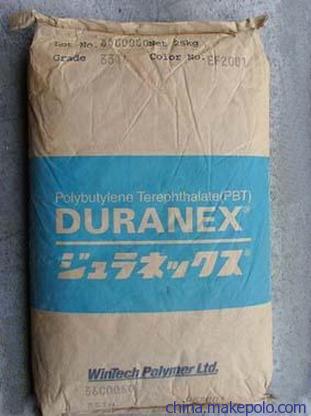 Lot No. Net 25kg
Grade Color No. EF2001
Polybutylene Terephthalate(PBT)
DURANEX®
ジュラネックス®
WinTech Polymer Ltd.
china.makepolo.com